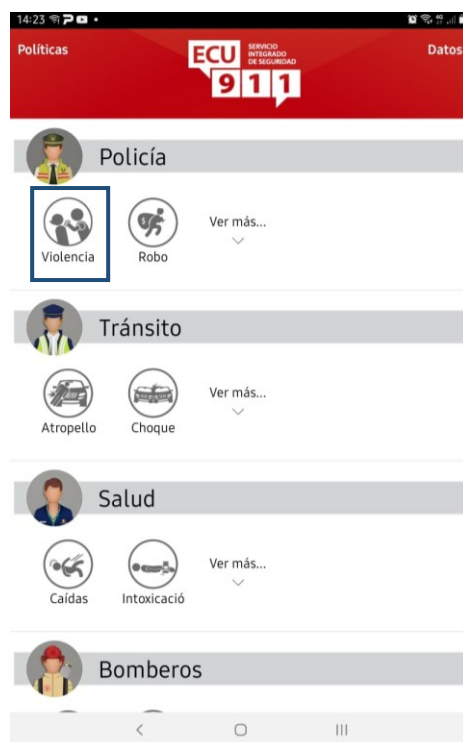 14:23
Políticas
ECU
911
SERVICIO
INTEGRADO
DE SEGURIDAD
Datos
Policía
Violencia
Robo
Ver más...
Tránsito
Atropello
Choque
Ver más...
Salud
Caídas
Intoxicació
Ver más...
Bomberos